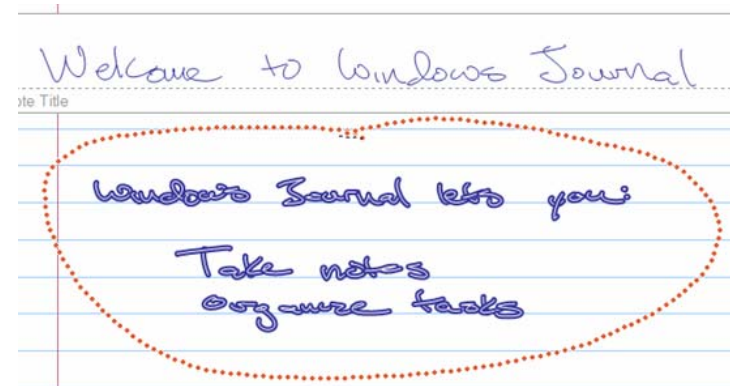 Welcome to Windows Journal
ote Title
Windows Journal lets you:
Take notes
organize tasks